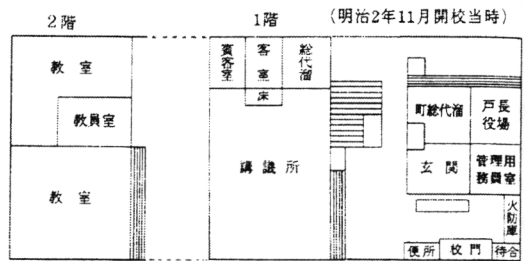 2階
1階
(明治2年11月開校当時)
教室
教員室
教室
賓客室
客室
総代溜
床
講議所
町総代溜
戸長役場
玄関
管理用務員室
火防庫
便所
校門
待合